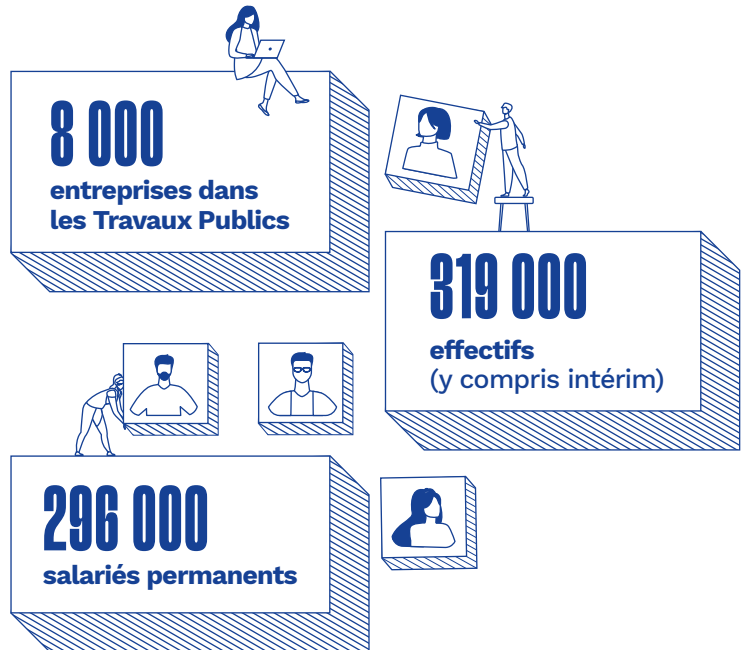 8 000
entreprises dans
les Travaux Publics
319 000
effectifs
(y compris intérim)
296 000
salariés permanents